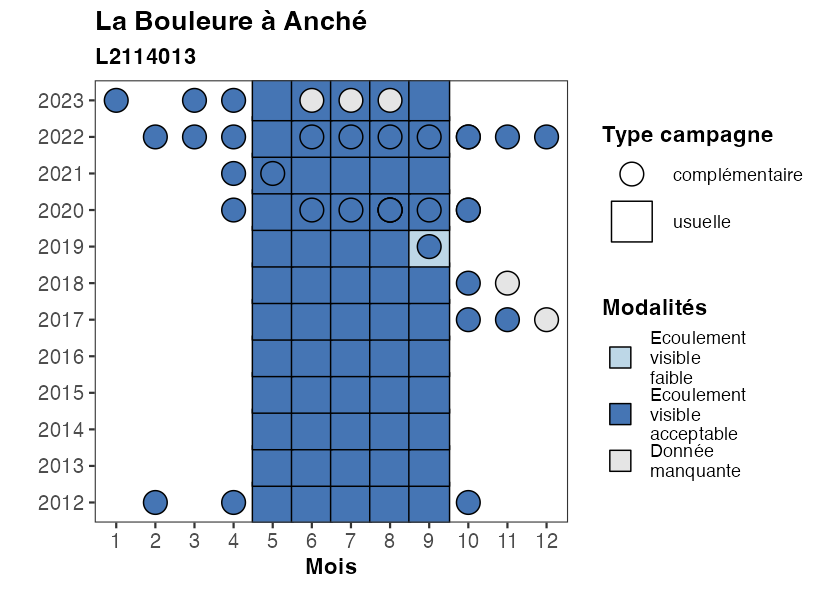 La Bouleure à Anché
L2114013
2023
2022
2021
2020
2019
2018
2017
2016
2015
2014
2013
2012
1 2 3 4 5 6 7 8 9 10 11 12
Mois
Type campagne
complémentaire
usuelle
Modalités
Ecoulement
visible
faible
Ecoulement
visible
acceptable
Donnée
manquante